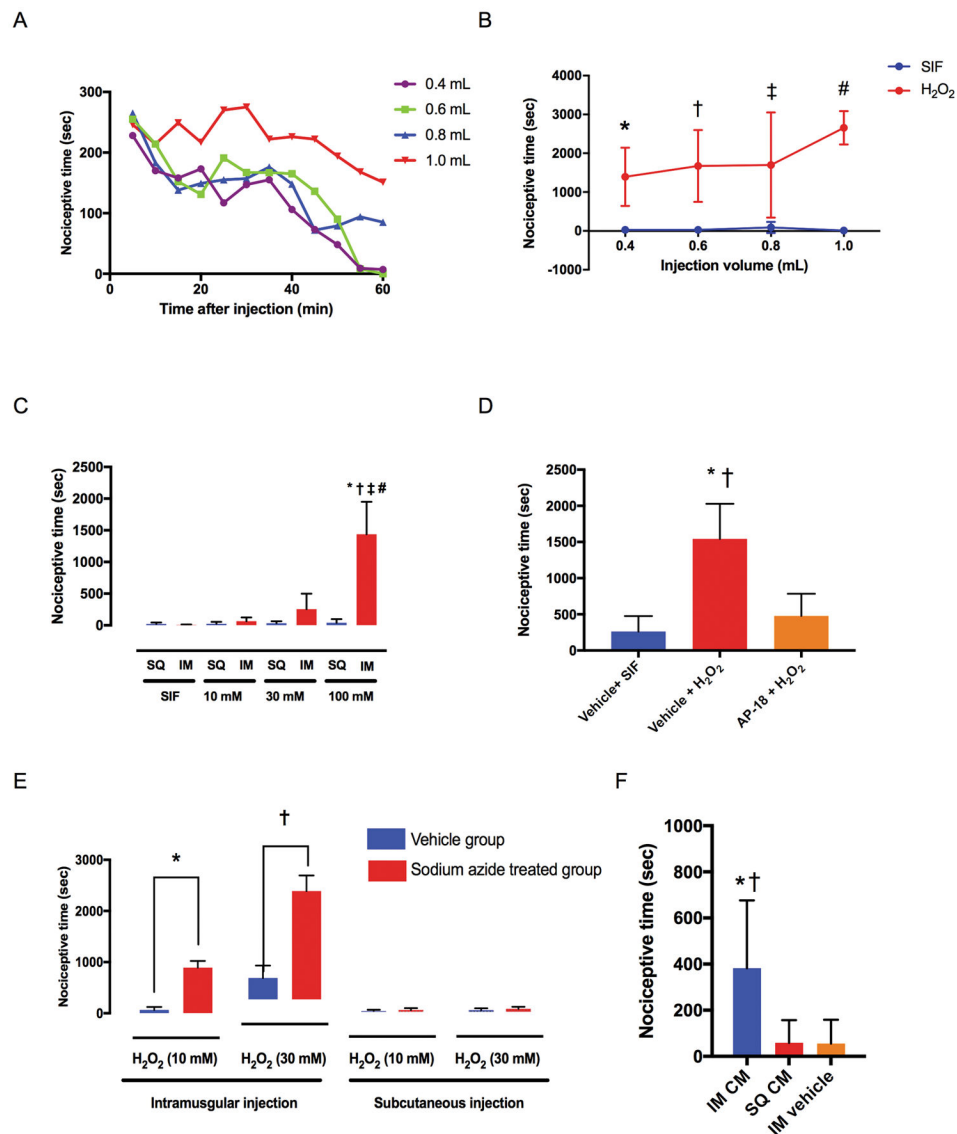 A
0.4 mL
0.6 mL
0.8 mL
1.0 mL
Nociceptive time (sec)
300
200
100
0
0 20 40 60
Time after injection (min)
B
SIF
H₂O₂
Nociceptive time (sec)
4000
3000
2000
1000
0
-1000
* † ‡ #
0.4 0.6 0.8 1.0
Injection volume (mL)
C
Nociceptive time (sec)
2500
2000
1500
1000
500
0
* † ‡ #
SQ IM SQ IM SQ IM SQ IM
SIF 10 mM 30 mM 100 mM
D
Nociceptive time (sec)
2500
2000
1500
1000
500
0
* †
Vehicle+ SIF
Vehicle + H₂O₂
AP-18 + H₂O₂
E
Vehicle group
Sodium azide treated group
Nociceptive time (sec)
3000
2000
1000
0
* †
H₂O₂ (10 mM) H₂O₂ (30 mM) H₂O₂ (10 mM) H₂O₂ (30 mM)
Intramusgular injection Subcutaneous injection
F
Nociceptive time (sec)
1000
800
600
400
200
0
* †
IM CM
SQ CM
IM vehicle